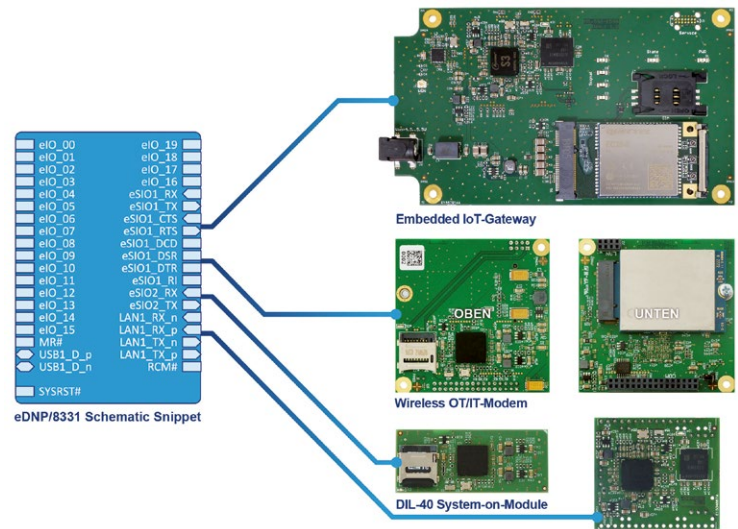 eIO_00 eIO_19
eIO_01 eIO_18
eIO_02 eIO_17
eIO_03 eIO_16
eIO_04 eSIO1_RX
eIO_05 eSIO1_TX
eIO_06 eSIO1_CTS
eIO_07 eSIO1_RTS
eIO_08 eSIO1_DCD
eIO_09 eSIO1_DSR
eIO_10 eSIO1_DTR
eIO_11 eSIO1_RI
eIO_12 eSIO2_RX
eIO_13 eSIO2_TX
eIO_14 LAN1_RX_n
eIO_15 LAN1_RX_p
MR# LAN1_TX_n
USB1_D_p LAN1_TX_p
USB1_D_n RCM#
SYSRST#
eDNP/8331 Schematic Snippet
Service
S3
Embedded IoT-Gateway
OBEN
UNTEN
Wireless OT/IT-Modem
DIL-40 System-on-Module